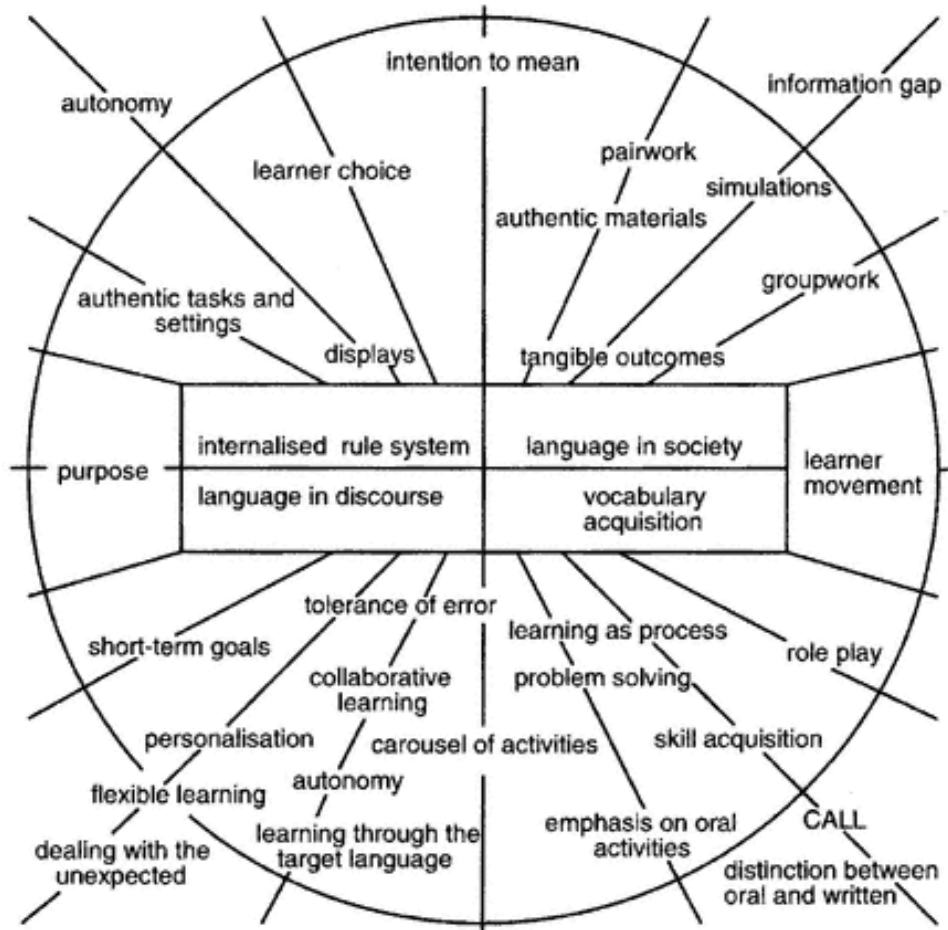 intention to mean
information gap
autonomy
pairwork
learner choice
simulations
authentic materials
groupwork
authentic tasks and
settings
displays
tangible outcomes
internalised rule system
language in society
purpose
learner
movement
language in discourse
vocabulary
acquisition
tolerance of error
learning as process
short-term goals
role play
collaborative
learning
problem solving
personalisation
carousel of activities
skill acquisition
autonomy
flexible learning
learning through the
target language
emphasis on oral
activities
CALL
dealing with the
unexpected
distinction between
oral and written